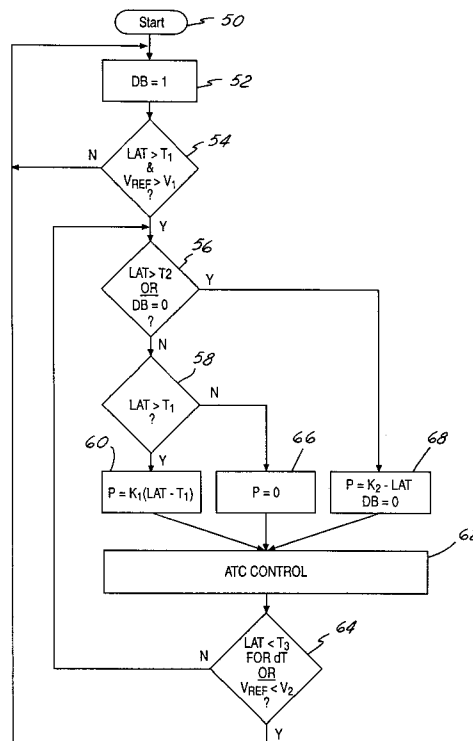 Start
50
DB = 1
52
54
N
LAT > T1
&
VREF > V1
?
Y
56
LAT > T2
OR
DB = 0
?
Y
N
58
LAT > T1
?
N
Y
60
P = K1(LAT - T1)
66
P = 0
68
P = K2 - LAT
DB = 0
ATC CONTROL
64
N
LAT < T3
FOR dT
OR
VREF < V2
?
Y